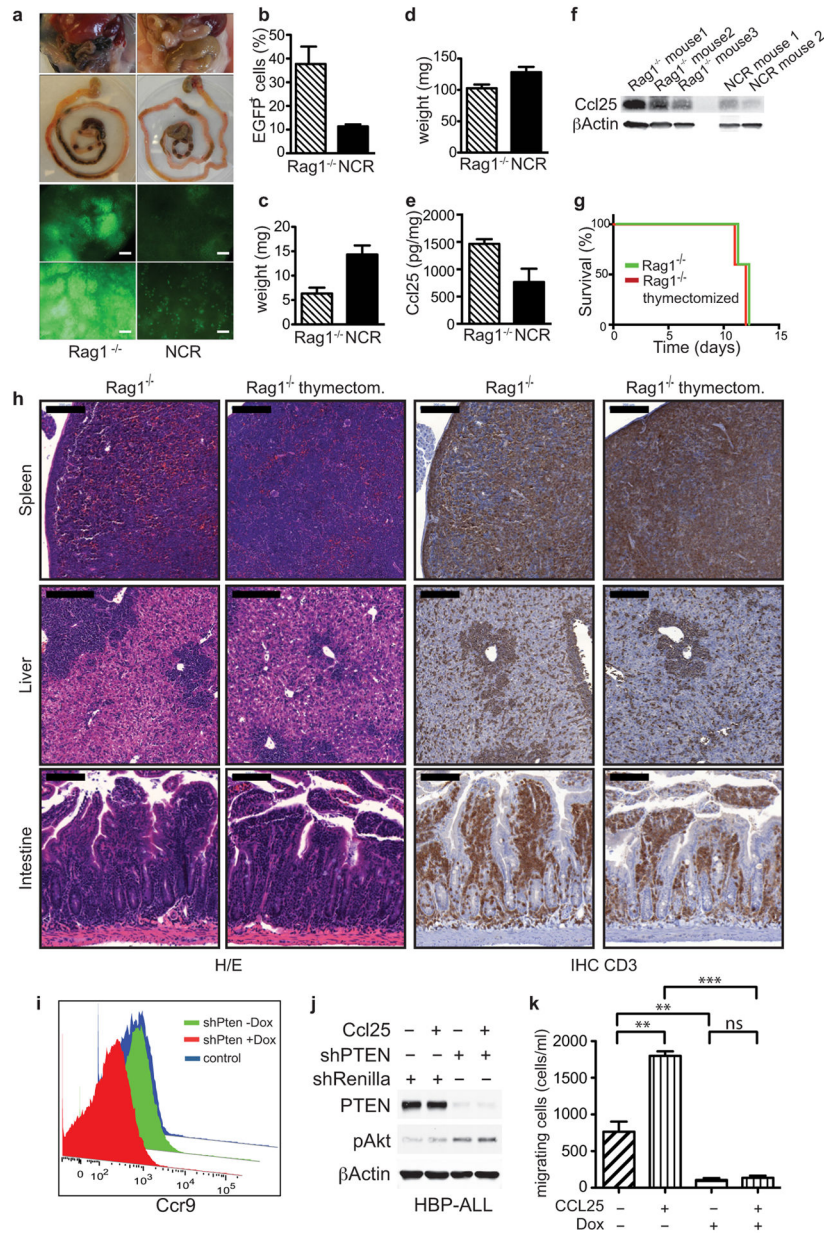 a
Rag1 -/-
NCR
b
EGFP+ cells (%)
50
40
30
20
10
0
Rag1-/- NCR
c
weight (mg)
20
15
10
5
0
Rag1-/- NCR
d
weight (mg)
150
100
50
0
Rag1-/- NCR
e
Ccl25 (pg/mg)
2000
1500
1000
500
0
Rag1-/- NCR
f
Rag1-/- mouse1
Rag1-/- mouse2
Rag1-/- mouse3
NCR mouse 1
NCR mouse 2
Ccl25
βActin
g
Survival (%)
100
50
0
0 5 10 15
Time (days)
Rag1-/-
Rag1-/-
thymectomized
h
Rag1-/-
Rag1-/- thymectom.
Rag1-/-
Rag1-/- thymectom.
Spleen
Liver
Intestine
H/E
IHC CD3
i
shPten -Dox
shPten +Dox
control
0 10² 10³ 10⁵
Ccr9
j
Ccl25 – + – +
shPTEN – – + +
shRenilla + + – –
PTEN
pAkt
βActin
HBP-ALL
k
migrating cells (cells/ml)
2000
1500
1000
500
0
**
**
***
ns
CCL25 – + – +
Dox – – + +